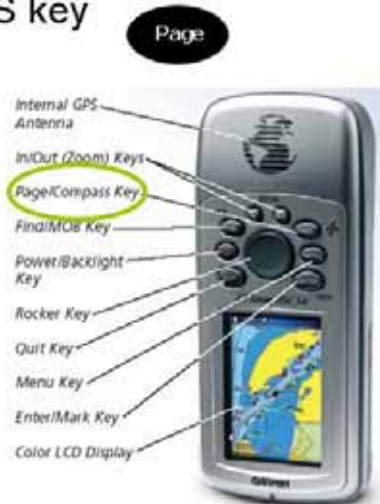 S key
Page
Internal GPS
Antenna
In/Out (Zoom) Keys
Page/Compass Key
Find/MOB Key
Power/Backlight
Key
Rocker Key
Quit Key
Menu Key
Enter/Mark Key
Color LCD Display
GARMIN